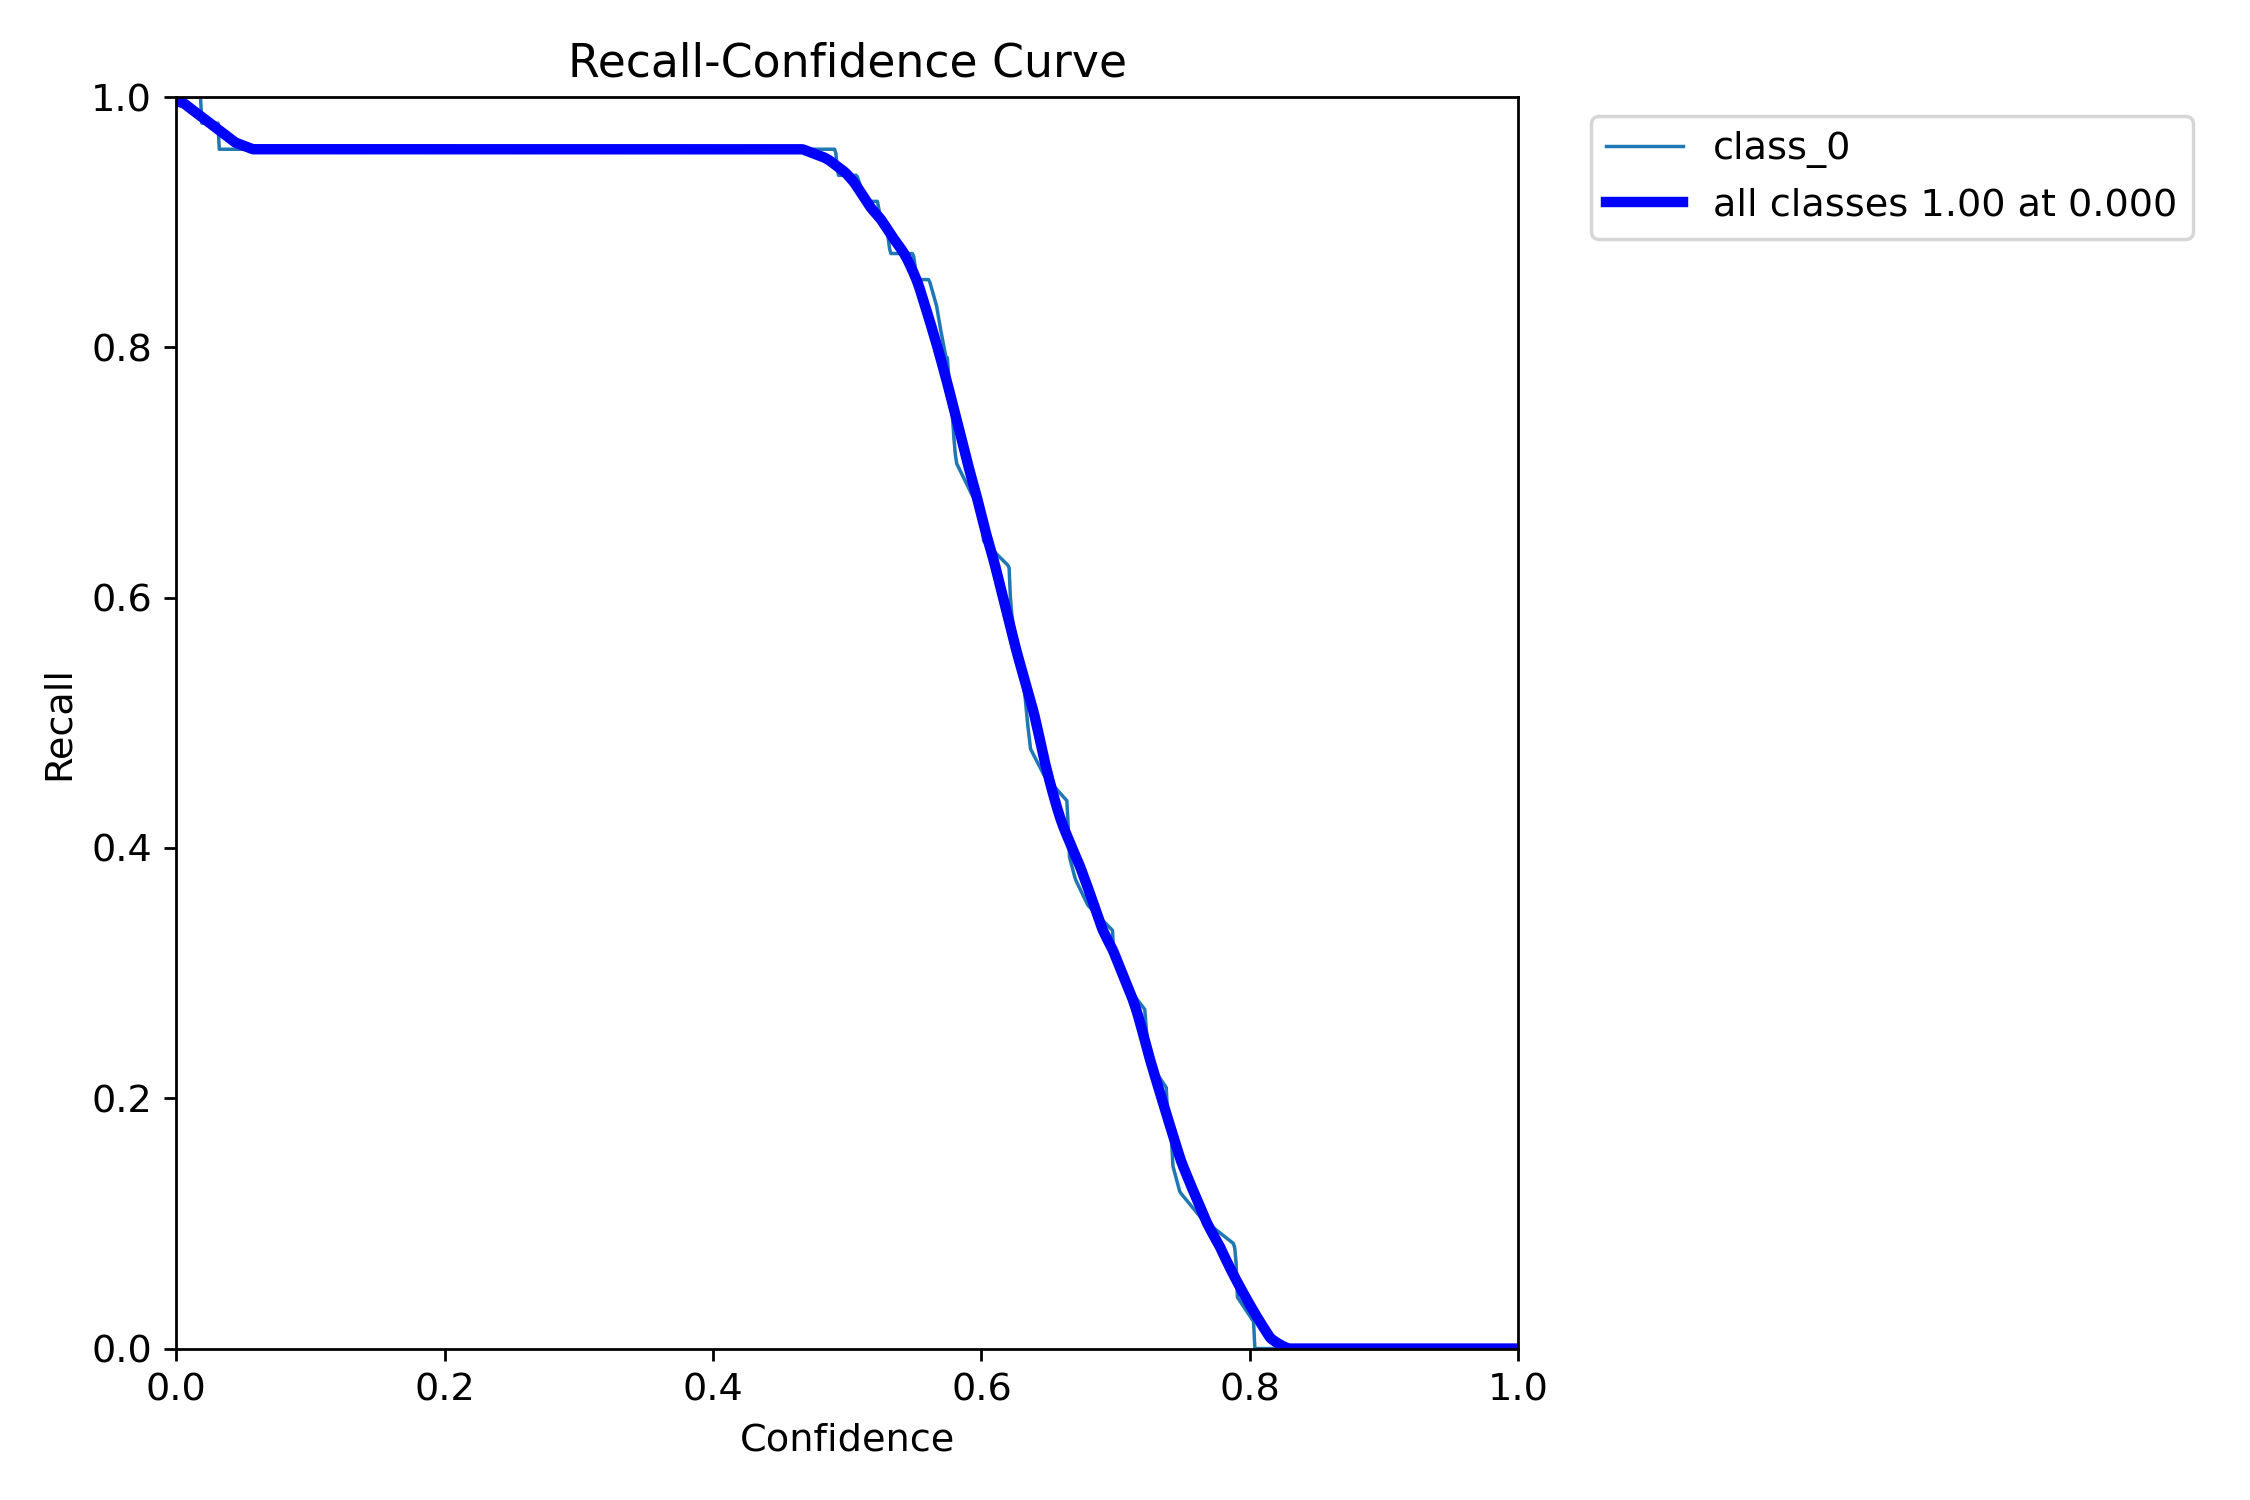 Recall-Confidence Curve
class_0
all classes 1.00 at 0.000
1.0
0.8
0.6
0.4
0.2
0.0
Recall
0.0 0.2 0.4 0.6 0.8 1.0
Confidence